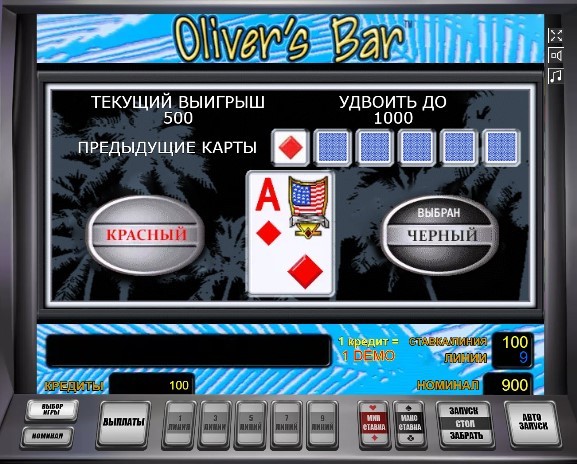 Oliver's Bar™
ТЕКУЩИЙ ВЫИГРЫШ
500
УДВОИТЬ ДО
1000
ПРЕДЫДУЩИЕ КАРТЫ
A
КРАСНЫЙ
ВЫБРАН
ЧЕРНЫЙ
1 кредит =
1 DEMO
СТАВКА/ЛИНИЯ 100
ЛИНИИ 9
КРЕДИТЫ 100
НОМИНАЛ 900
ВЫБОР
ИГРЫ
НОМИНАЛ
ВЫПЛАТЫ
1
ЛИНИЯ
3
ЛИНИИ
5
ЛИНИЙ
7
ЛИНИЙ
9
ЛИНИЙ
МИН
СТАВКА
МАКС
СТАВКА
ЗАПУСК
СТОП
ЗАБРАТЬ
АВТО
ЗАПУСК